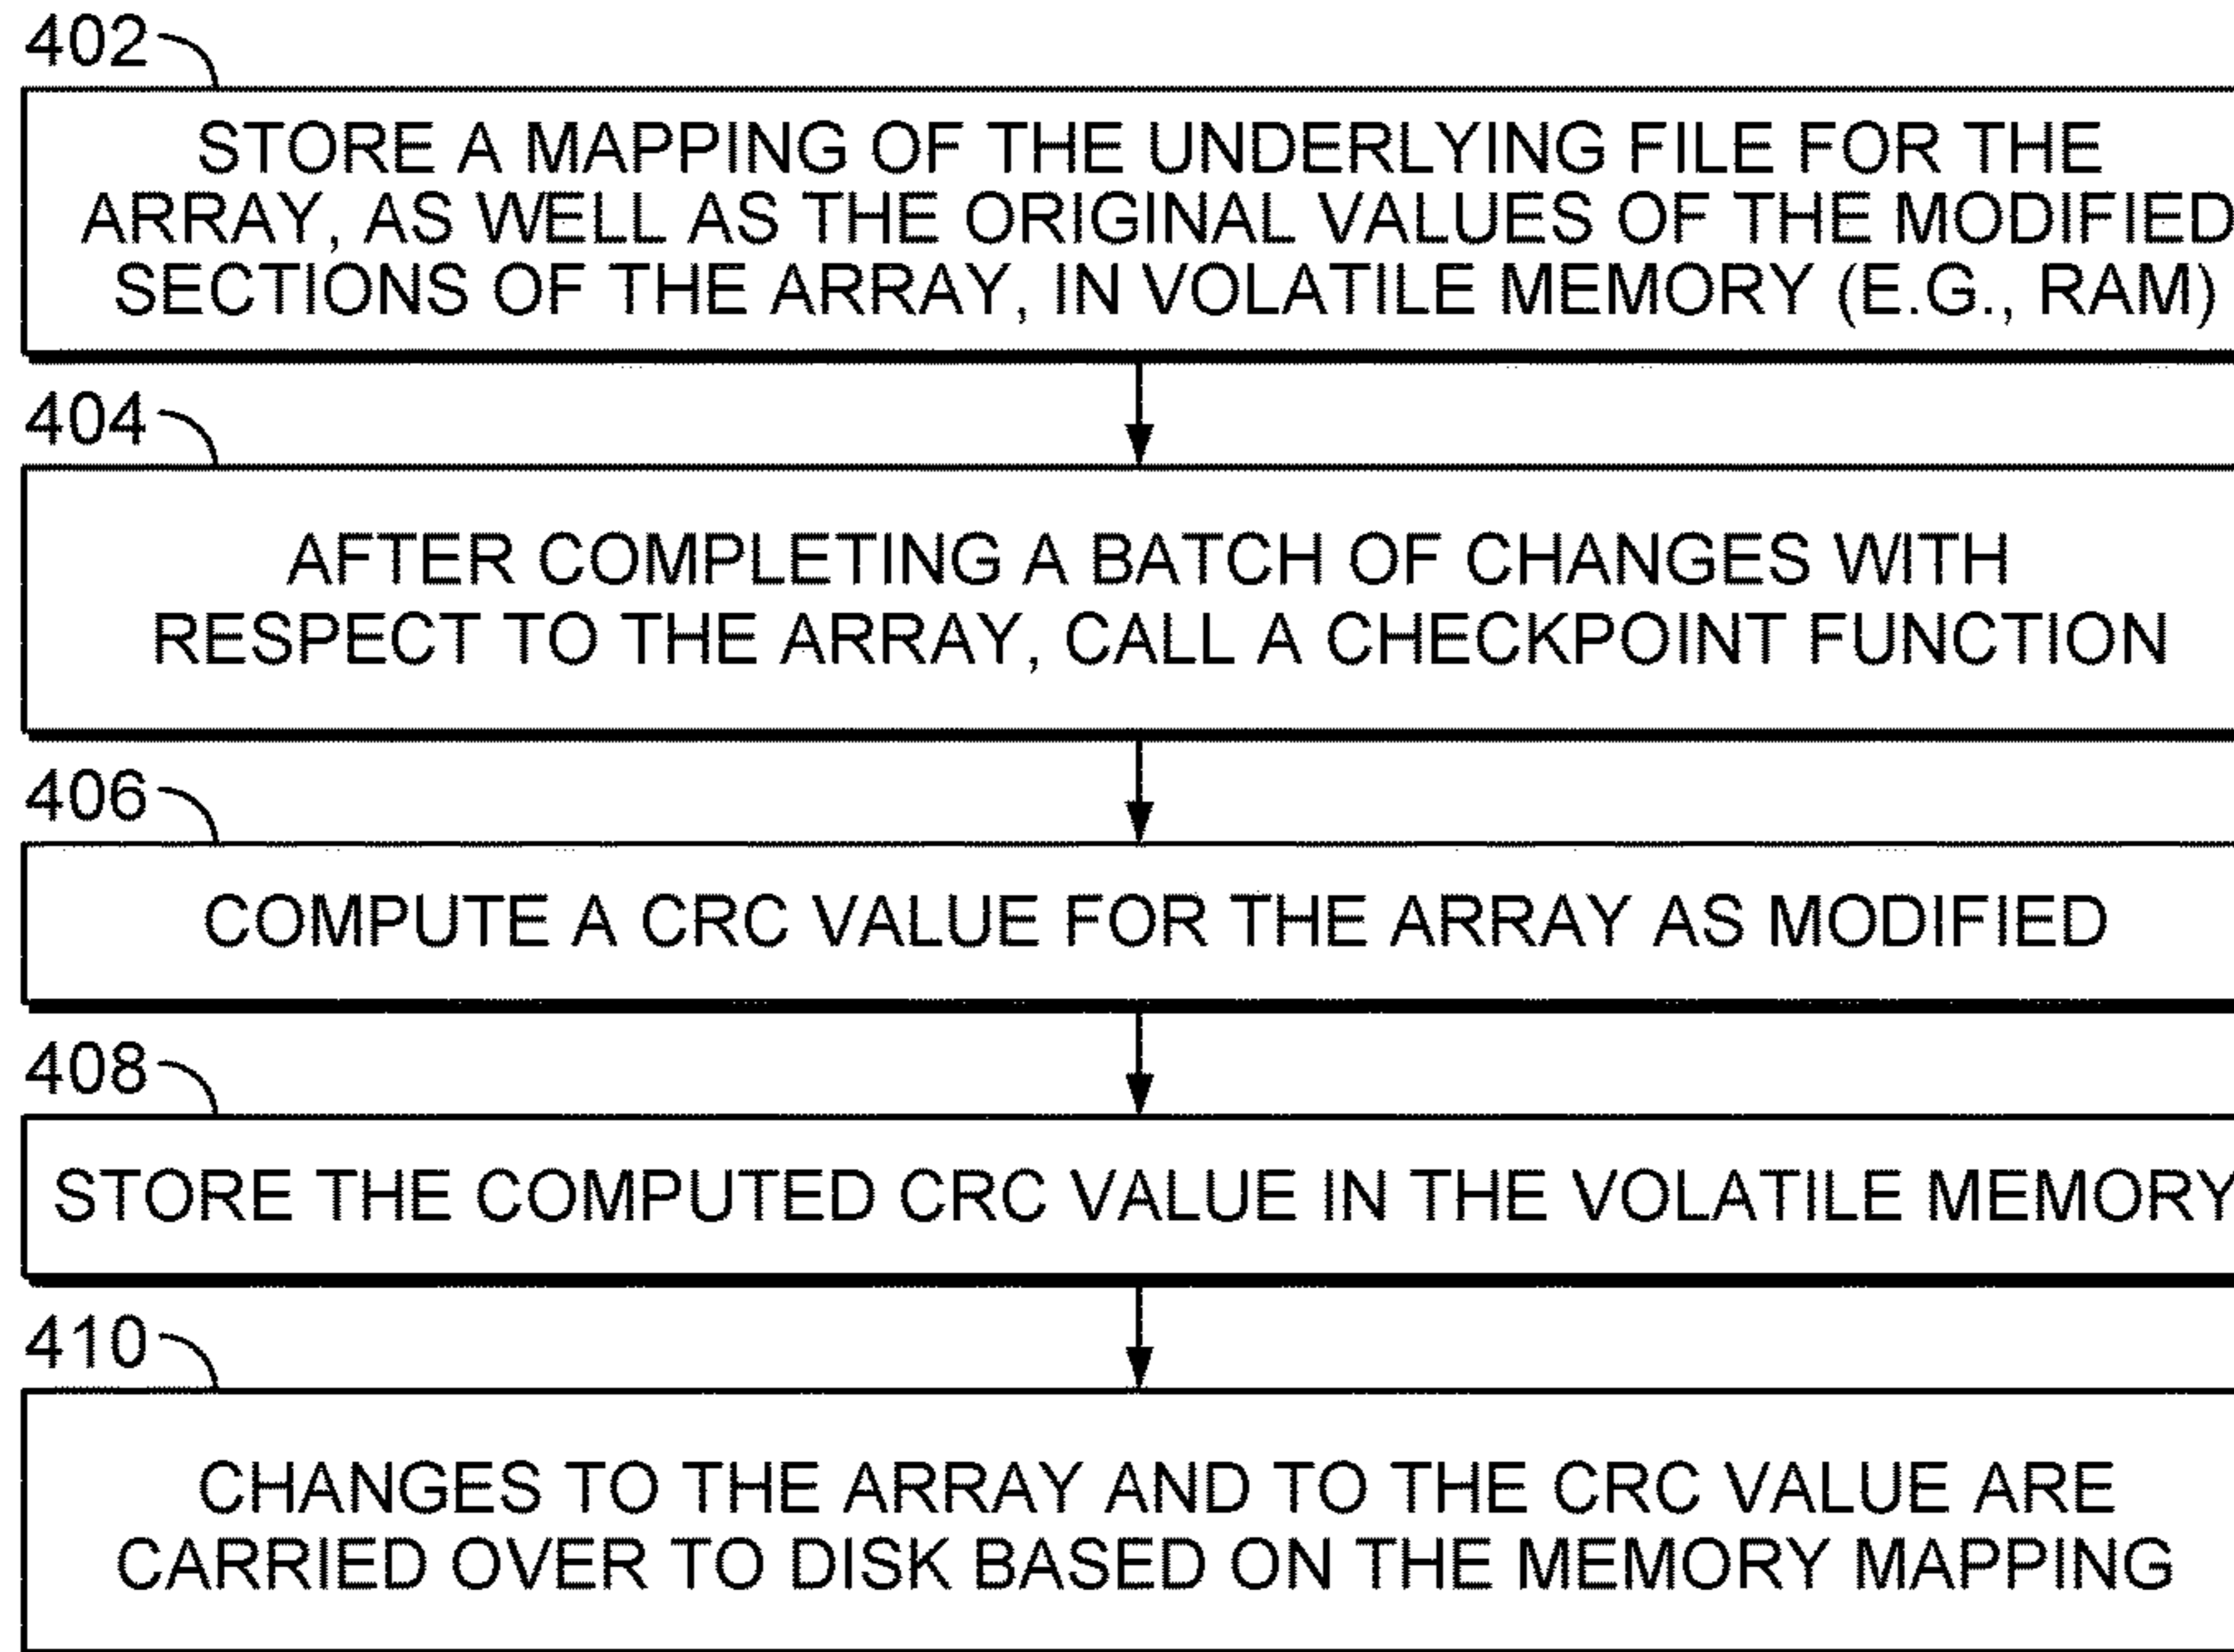 402
STORE A MAPPING OF THE UNDERLYING FILE FOR THE
ARRAY, AS WELL AS THE ORIGINAL VALUES OF THE MODIFIED
SECTIONS OF THE ARRAY, IN VOLATILE MEMORY (E.G., RAM)
404
AFTER COMPLETING A BATCH OF CHANGES WITH
RESPECT TO THE ARRAY, CALL A CHECKPOINT FUNCTION
406
COMPUTE A CRC VALUE FOR THE ARRAY AS MODIFIED
408
STORE THE COMPUTED CRC VALUE IN THE VOLATILE MEMORY
410
CHANGES TO THE ARRAY AND TO THE CRC VALUE ARE
CARRIED OVER TO DISK BASED ON THE MEMORY MAPPING